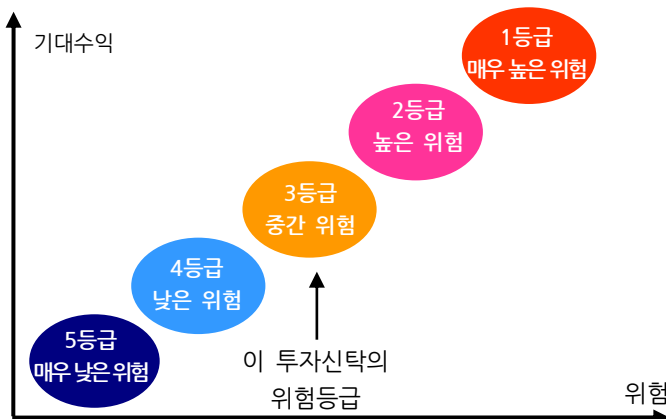 기대수익
1등급
매우 높은 위험
2등급
높은 위험
3등급
중간 위험
4등급
낮은 위험
5등급
매우 낮은 위험
이 투자신탁의
위험등급
위험